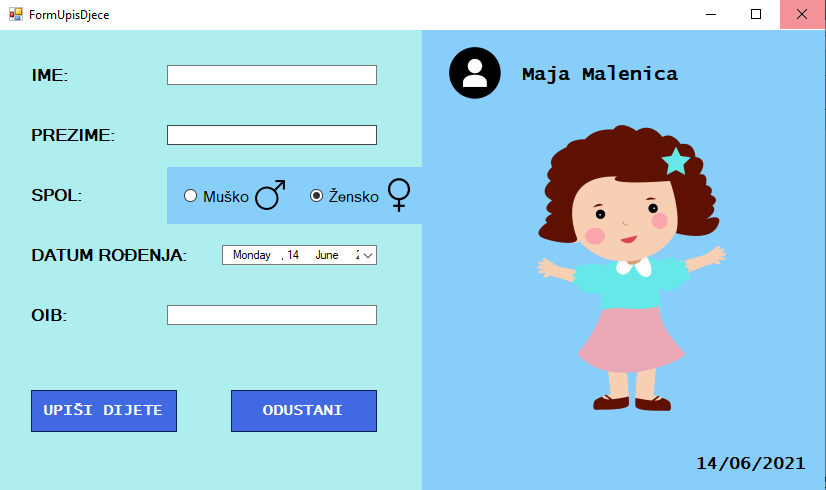 FormUpisDjece
IME:
PREZIME:
SPOL:
Muško
Žensko
DATUM ROĐENJA:
Monday , 14 June
OIB:
UPIŠI DIJETE
ODUSTANI
Maja Malenica
14/06/2021